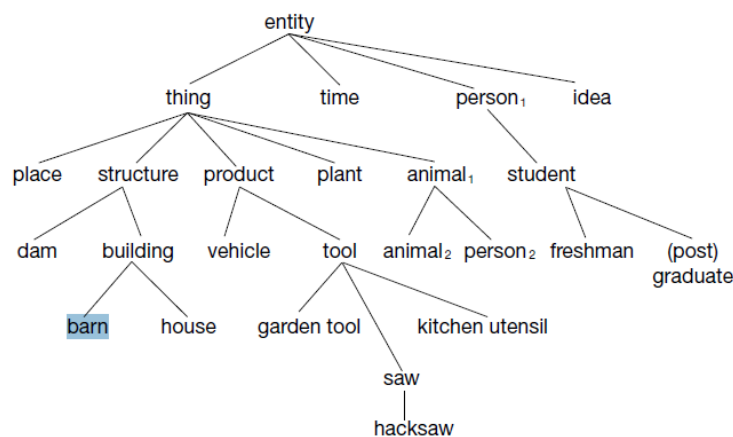 entity
thing time person₁ idea
place structure product plant animal₁ student
dam building vehicle tool animal₂ person₂ freshman (post)
graduate
barn house garden tool kitchen utensil
saw
hacksaw